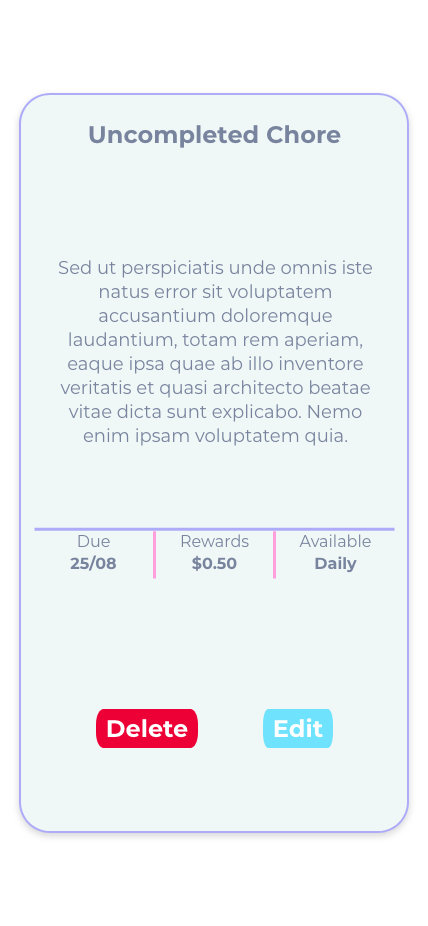 Uncompleted Chore
Sed ut perspiciatis unde omnis iste
natus error sit voluptatem
accusantium doloremque
laudantium, totam rem aperiam,
eaque ipsa quae ab illo inventore
veritatis et quasi architecto beatae
vitae dicta sunt explicabo. Nemo
enim ipsam voluptatem quia.
Due Rewards Available
25/08 $0.50 Daily
Delete Edit